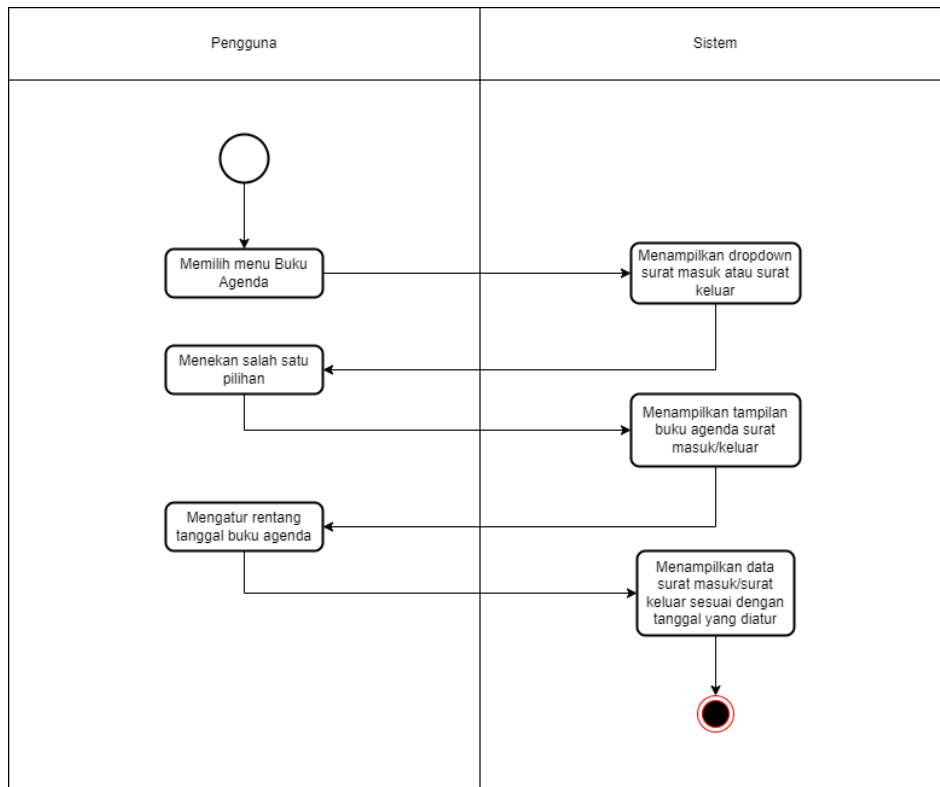 Pengguna
Sistem
Memilih menu Buku
Agenda
Menampilkan dropdown
surat masuk atau surat
keluar
Menekan salah satu
pilihan
Menampilkan tampilan
buku agenda surat
masuk/keluar
Mengatur rentang
tanggal buku agenda
Menampilkan data
surat masuk/surat
keluar sesuai dengan
tanggal yang diatur